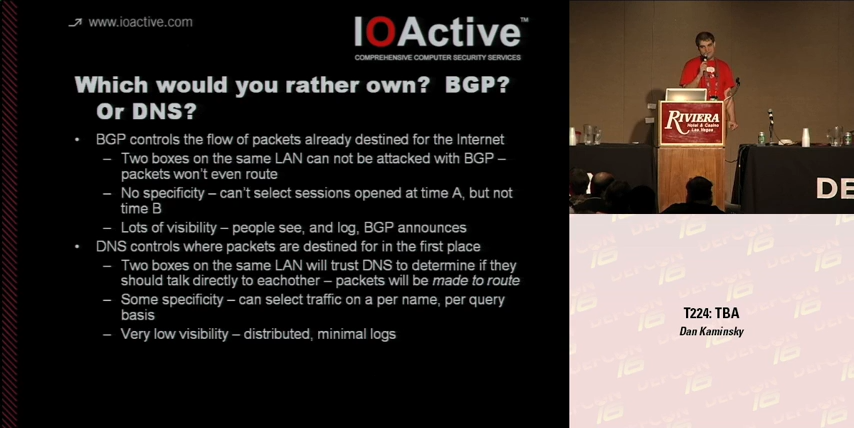 www.ioactive.com
IOActive™
COMPREHENSIVE COMPUTER SECURITY SERVICES
Which would you rather own? BGP?
Or DNS?
• BGP controls the flow of packets already destined for the Internet
– Two boxes on the same LAN can not be attacked with BGP –
packets won't even route
– No specificity – can't select sessions opened at time A, but not
time B
– Lots of visibility – people see, and log, BGP announces
• DNS controls where packets are destined for in the first place
– Two boxes on the same LAN will trust DNS to determine if they
should talk directly to eachother – packets will be made to route
– Some specificity – can select traffic on a per name, per query
basis
– Very low visibility – distributed, minimal logs
RIVIERA
Hotel & Casino
Las Vegas
DE
T224: TBA
Dan Kaminsky
DEFCON 16